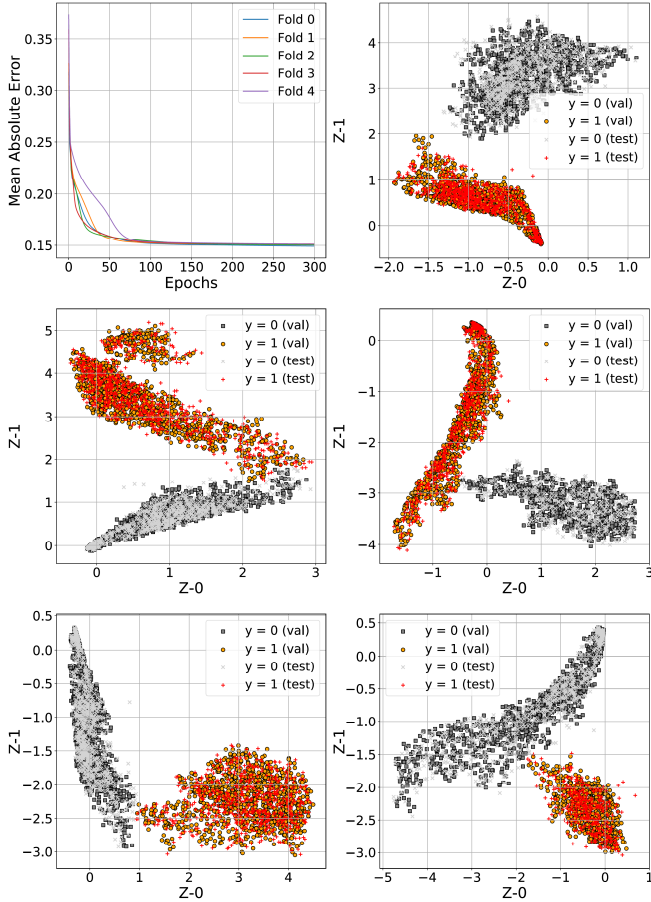 0.35
0.30
0.25
0.20
0.15
Mean Absolute Error
Fold 0
Fold 1
Fold 2
Fold 3
Fold 4
0 50 100 150 200 250 300
Epochs
4
3
2
1
0
Z-1
y = 0 (val)
y = 1 (val)
y = 0 (test)
y = 1 (test)
−2.0 −1.5 −1.0 −0.5 0.0 0.5 1.0
Z-0
5
4
3
2
1
0
Z-1
y = 0 (val)
y = 1 (val)
y = 0 (test)
y = 1 (test)
0 1 2 3
Z-0
0
−1
−2
−3
−4
Z-1
y = 0 (val)
y = 1 (val)
y = 0 (test)
y = 1 (test)
−1 0 1 2 3
Z-0
0.5
0.0
−0.5
−1.0
−1.5
−2.0
−2.5
−3.0
Z-1
y = 0 (val)
y = 1 (val)
y = 0 (test)
y = 1 (test)
0 1 2 3 4
Z-0
0.5
0.0
−0.5
−1.0
−1.5
−2.0
−2.5
−3.0
Z-1
y = 0 (val)
y = 1 (val)
y = 0 (test)
y = 1 (test)
−5 −4 −3 −2 −1 0 1
Z-0